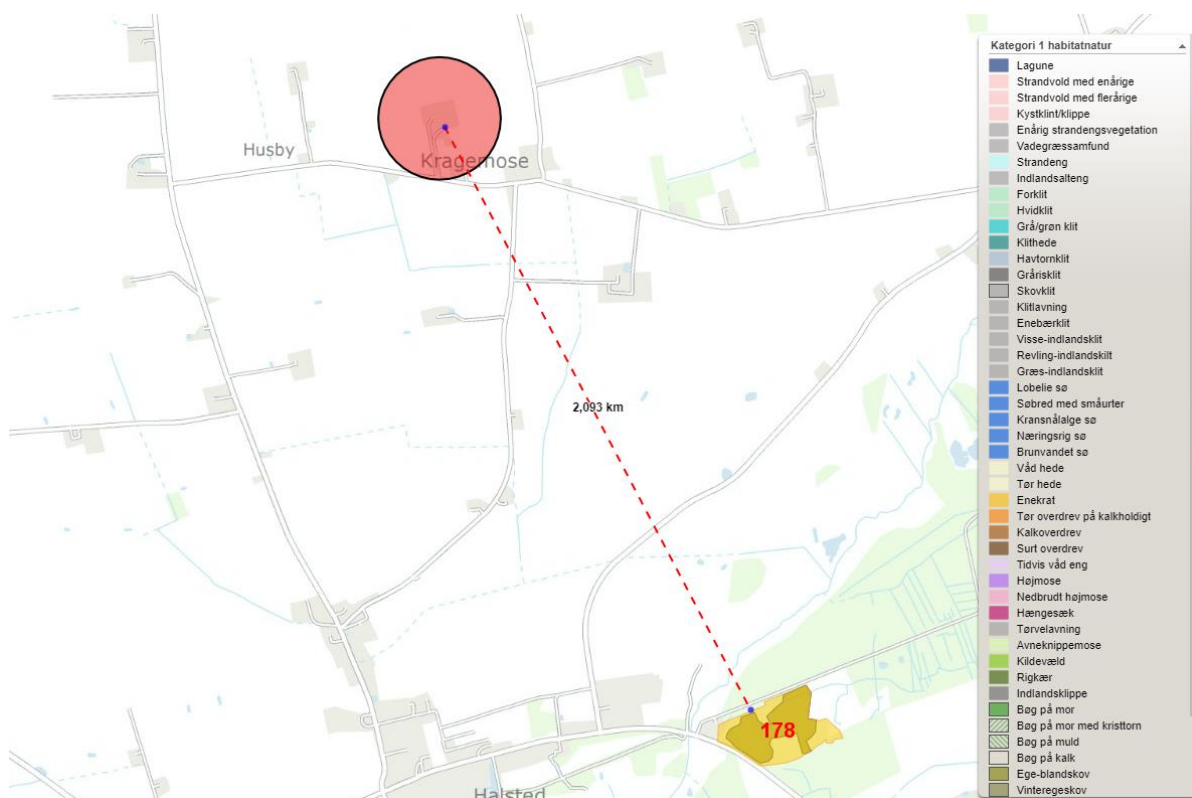 Husby
Kragemose
2,093 km
178
Halsted
Kategori 1 habitatnatur
Lagune
Strandvold med enårige
Strandvold med flerårige
Kystklint/klippe
Enårig strandengsvegetation
Vadegræssamfund
Strandeng
Indlandsalteng
Forklit
Hvidklit
Grå/grøn klit
Klithede
Havtornklit
Grårisklit
Skovklit
Klitlavning
Enebærklit
Visse-indlandsklit
Revling-indlandskilt
Græs-indlandsklit
Lobelie sø
Søbred med småurter
Kransnålalge sø
Næringsrig sø
Brunvandet sø
Våd hede
Tør hede
Enekrat
Tør overdrev på kalkholdigt
Kalkoverdrev
Surt overdrev
Tidvis våd eng
Højmose
Nedbrudt højmose
Hængesæk
Tørvelavning
Avneknippemose
Kildevæld
Rigkær
Indlandsklippe
Bøg på mor
Bøg på mor med kristtorn
Bøg på muld
Bøg på kalk
Ege-blandskov
Vinteregeskov